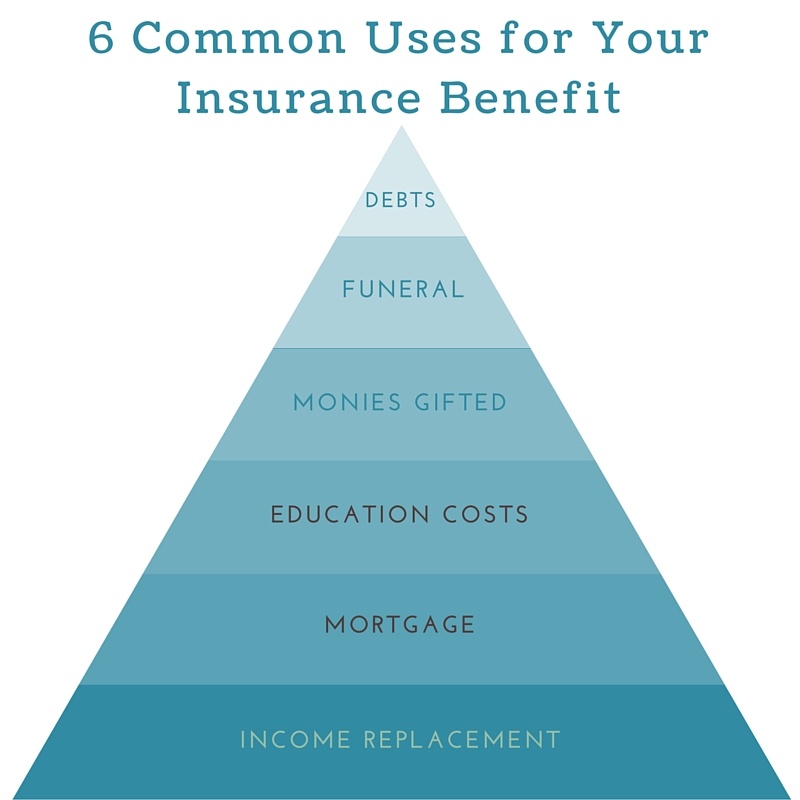 6 Common Uses for Your
Insurance Benefit
DEBTS
FUNERAL
MONIES GIFTED
EDUCATION COSTS
MORTGAGE
INCOME REPLACEMENT